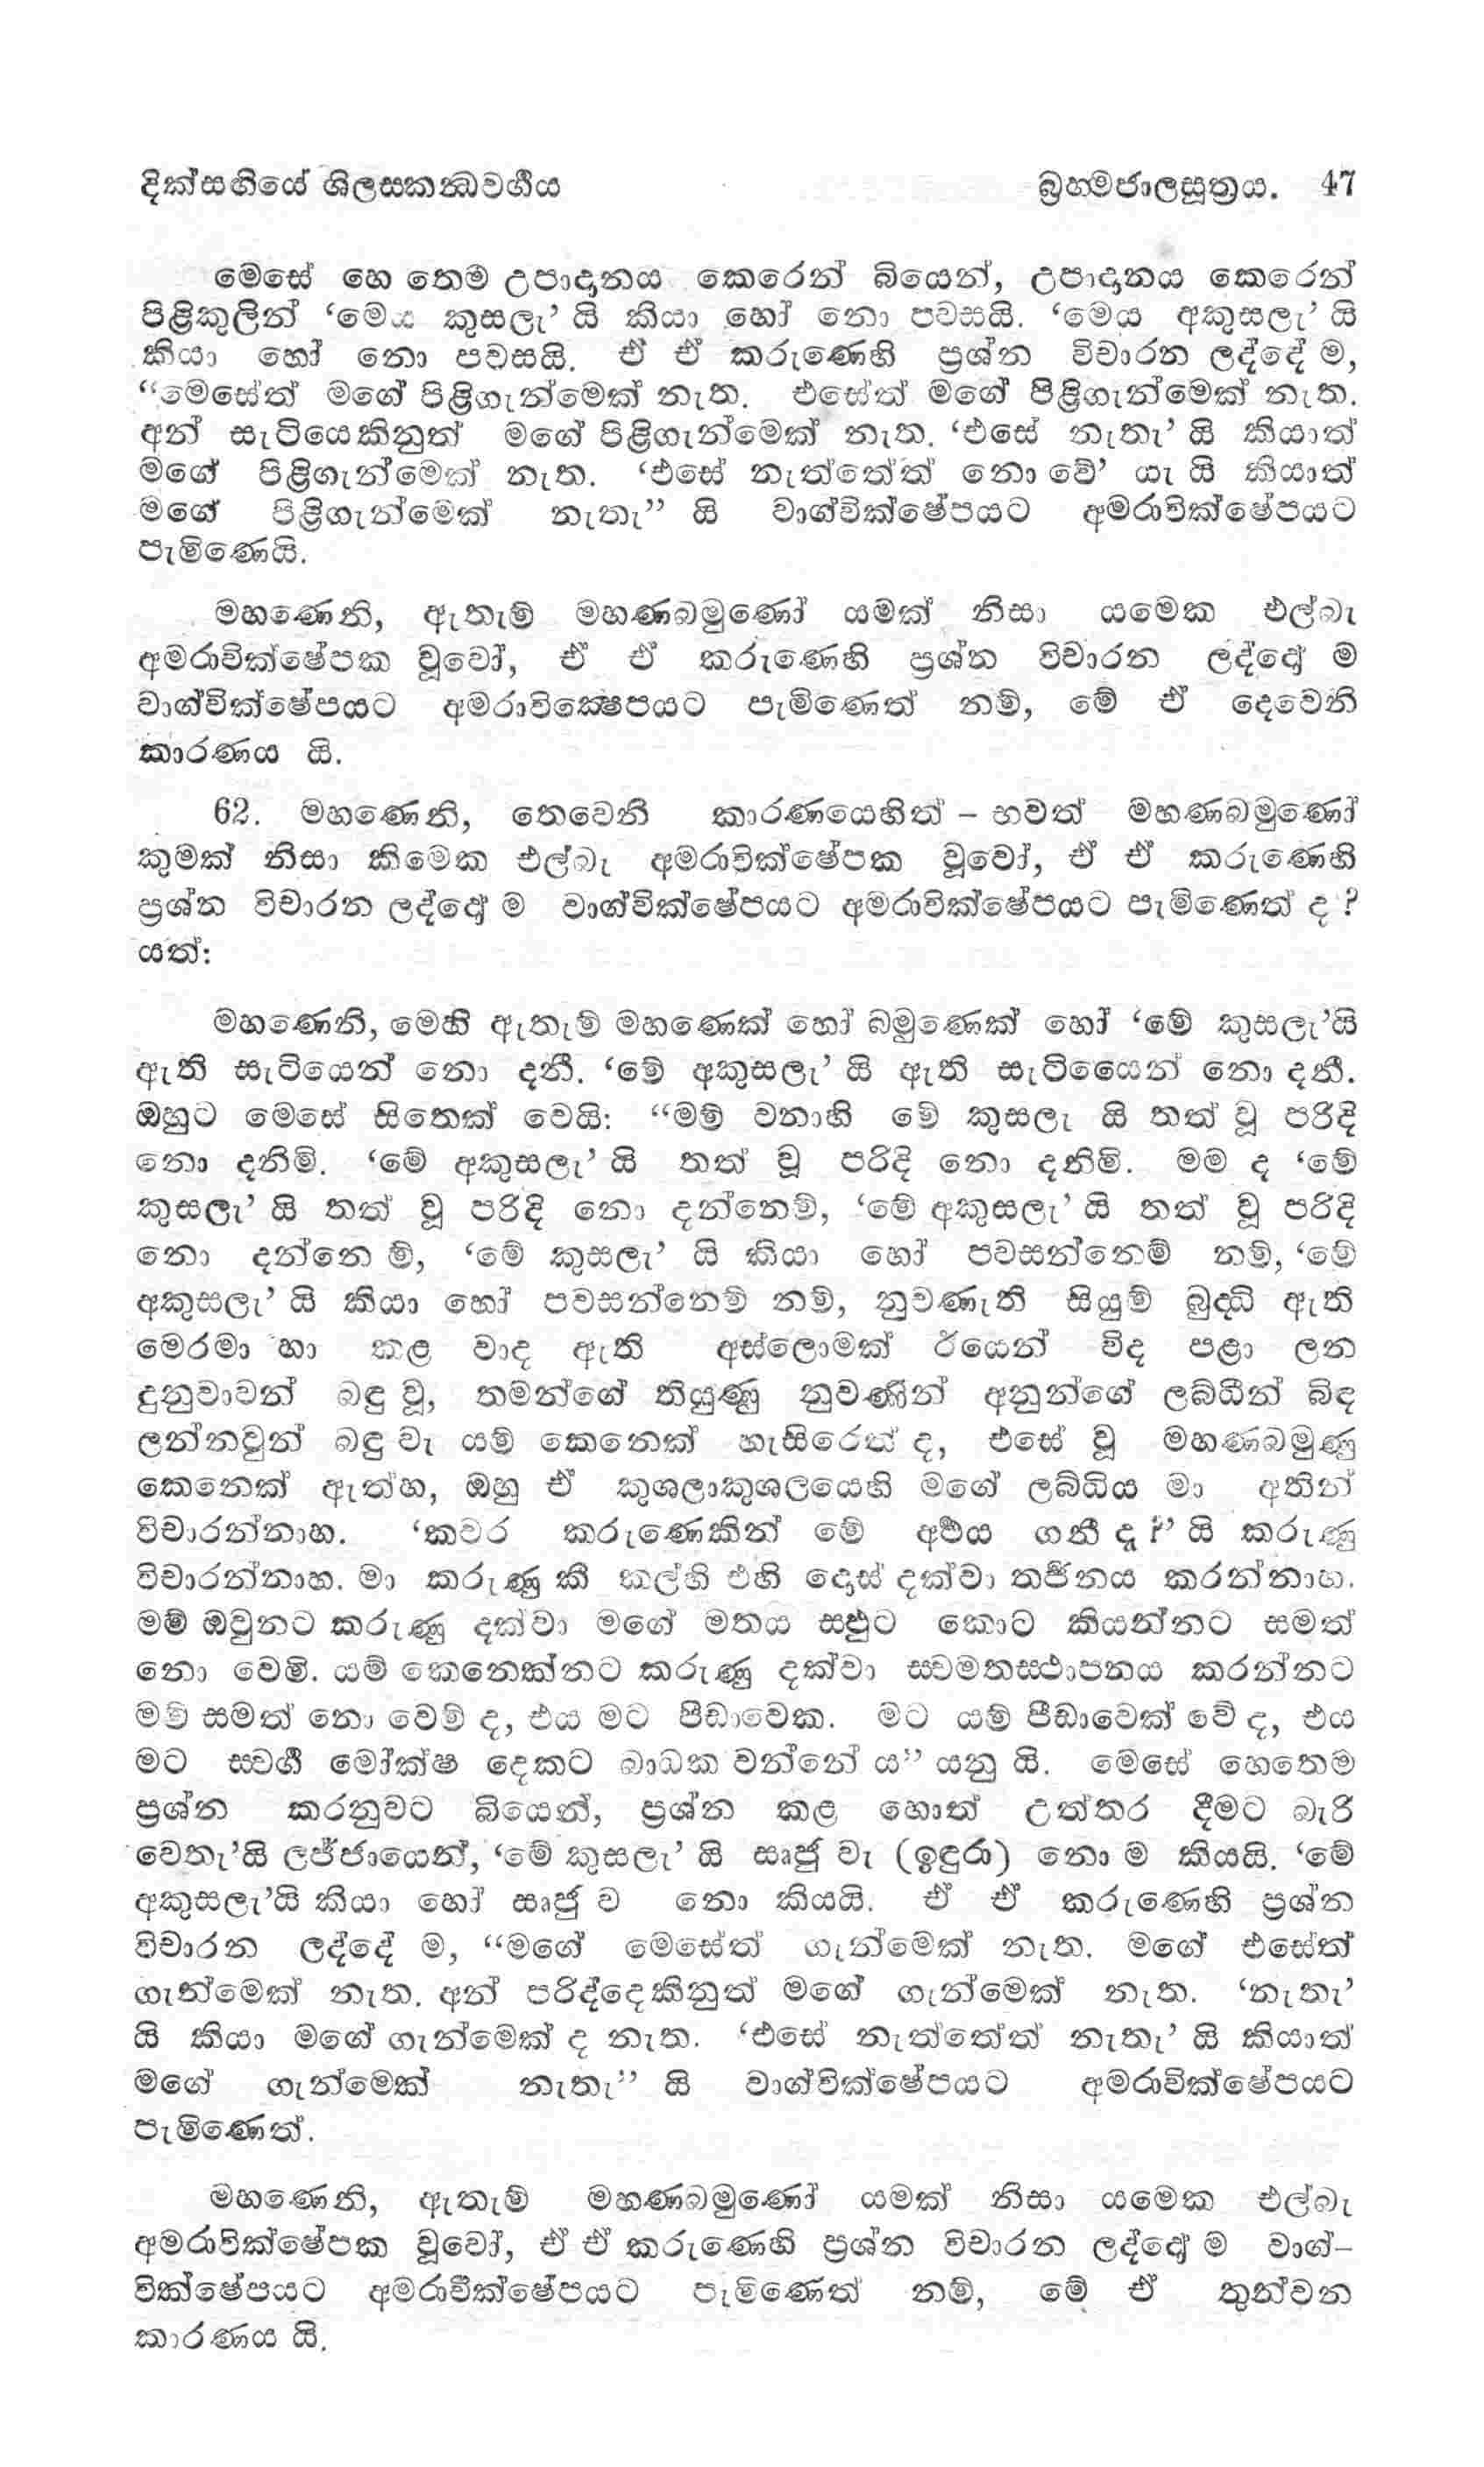 දික්සඟියේ ශීලස්කන්ධවර්ගය බ්‍රහ්මජාලසූත්‍රය. 47
මෙසේ හෙ තෙම උපාදානය කෙරෙන් බියෙන්, උපාදානය කෙරෙන්
පිළිකුලින් ‘මෙය කුසලැ’ යි කියා හෝ නො පවසයි. ‘මෙය අකුසලැ’ යි
කියා හෝ නො පවසයි. ඒ ඒ කරුණෙහි ප්‍රශ්න විචාරන ලද්දේ ම,
“මෙසේත් මගේ පිළිගැන්මෙක් නැත. එසේත් මගේ පිළිගැන්මෙක් නැත.
අන් සැටියෙකිනුත් මගේ පිළිගැන්මෙක් නැත. ‘එසේ නැතැ’ යි කියාත්
මගේ පිළිගැන්මෙක් නැත. ‘එසේ නැත්තේත් නො වේ’ යැ යි කියාත්
මගේ පිළිගැන්මෙක් නැතැ” යි වාග්වික්ෂේපයට අමරාවික්ෂේපයට
පැමිණෙයි.
මහණෙනි, ඇතැම් මහණබමුණෝ යමක් නිසා යමෙක එල්බැ
අමරාවික්ෂේපක වූවෝ, ඒ ඒ කරුණෙහි ප්‍රශ්න විචාරන ලද්දෝ ම
වාග්වික්ෂේපයට අමරාවික්‍ෂෙපයට පැමිණෙත් නම්, මේ ඒ දෙවෙනි
කාරණය යි.
62. මහණෙනි, තෙවෙනි කාරණයෙහිත් – භවත් මහණබමුණෝ
කුමක් නිසා කිමෙක එල්බැ අමරාවික්ෂේපක වූවෝ, ඒ ඒ කරුණෙහි
ප්‍රශ්න විචාරන ලද්දෝ ම වාග්වික්ෂේපයට අමරාවික්ෂේපයට පැමිණෙත් ද ?
යත්:
මහණෙනි, මෙහි ඇතැම් මහණෙක් හෝ බමුණෙක් හෝ ‘මේ කුසලැ’යි
ඇති සැටියෙන් නො දනී. ‘මේ අකුසලැ’ යි ඇති සැටියෙන් නො දනී.
ඔහුට මෙසේ සිතෙක් වෙයි: “මම් වනාහි මේ කුසලැ යි තත් වූ පරිදි
නො දනිමි. ‘මේ අකුසලැ’ යි තත් වූ පරිදි නො දනිමි. මම ද ‘මේ
කුසලැ’ යි තත් වූ පරිදි නො දන්නෙම්, ‘මේ අකුසලැ’ යි තත් වූ පරිදි
නො දන්නෙ ම්, ‘මේ කුසලැ’ යි කියා හෝ පවසන්නෙම් නම්, ‘මේ
අකුසලැ’ යි කියා හෝ පවසන්නෙම් නම්, නුවණැති සියුම් බුද්ධි ඇති
මෙරමා හා කළ වාද ඇති අස්ලොමක් ඊයෙන් විද පළා ලන
දුනුවාවන් බඳු වූ, තමන්ගේ තියුණු නුවණින් අනුන්ගේ ලබ්ධීන් බිඳ
ලන්නවුන් බඳු වැ යම් කෙනෙක් හැසිරෙත් ද, එසේ වූ මහණබමුණු
කෙනෙක් ඇත්හ, ඔහු ඒ කුශලාකුශලයෙහි මගේ ලබ්ධිය මා අතින්
විචාරන්නාහ. ‘කවර කරුණෙකින් මේ අර්‍ථය ගනී දැ ?’ යි කරුණු
විචාරන්නාහ. මා කරුණු කී කල්හි එහි දොස් දක්වා තර්‍ජනය කරන්නාහ.
මම් ඔවුනට කරුණු දක්වා මගේ මතය සඵුට කොට කියන්නට සමත්
නො වෙමි. යම් කෙනෙක්නට කරුණු දක්වා ස්වමතස්ථාපනය කරන්නට
මම් සමත් නො වෙම් ද, එය මට පීඩාවෙක. මට යම් පීඩාවෙක් වේ ද, එය
මට ස්වර්‍ග මෝක්ෂ දෙකට බාධක වන්නේ ය” යනු යි. මෙසේ හෙතෙම
ප්‍රශ්න කරනුවට බියෙන්, ප්‍රශ්න කළ හොත් උත්තර දීමට බැරි
වෙතැ’යි ලජ්ජායෙන්, ‘මේ කුසලැ’ යි ඍජු වැ (ඉඳුරා) නො ම කියයි. ‘මේ
අකුසලැ’යි කියා හෝ ඍජු ව නො කියයි. ඒ ඒ කරුණෙහි ප්‍රශ්න
විචාරන ලද්දේ ම, “මගේ මෙසේත් ගැන්මෙක් නැත. මගේ එසේත්
ගැන්මෙක් නැත. අන් පරිද්දෙකිනුත් මගේ ගැන්මෙක් නැත. ‘නැතැ’
යි කියා මගේ ගැන්මෙක් ද නැත. ‘එසේ නැත්තේත් නැතැ’ යි කියාත්
මගේ ගැන්මෙක් නැතැ” යි වාග්වික්ෂේපයට අමරාවික්ෂේපයට
පැමිණෙත්.
මහණෙනි, ඇතැම් මහණබමුණෝ යමක් නිසා යමෙක එල්බැ
අමරාවික්ෂේපක වූවෝ, ඒ ඒ කරුණෙහි ප්‍රශ්න විචාරන ලද්දෝ ම වාග්–
වික්ෂේපයට අමරාවික්ෂේපයට පැමිණෙත් නම්, මේ ඒ තුන්වන
කාරණය යි.